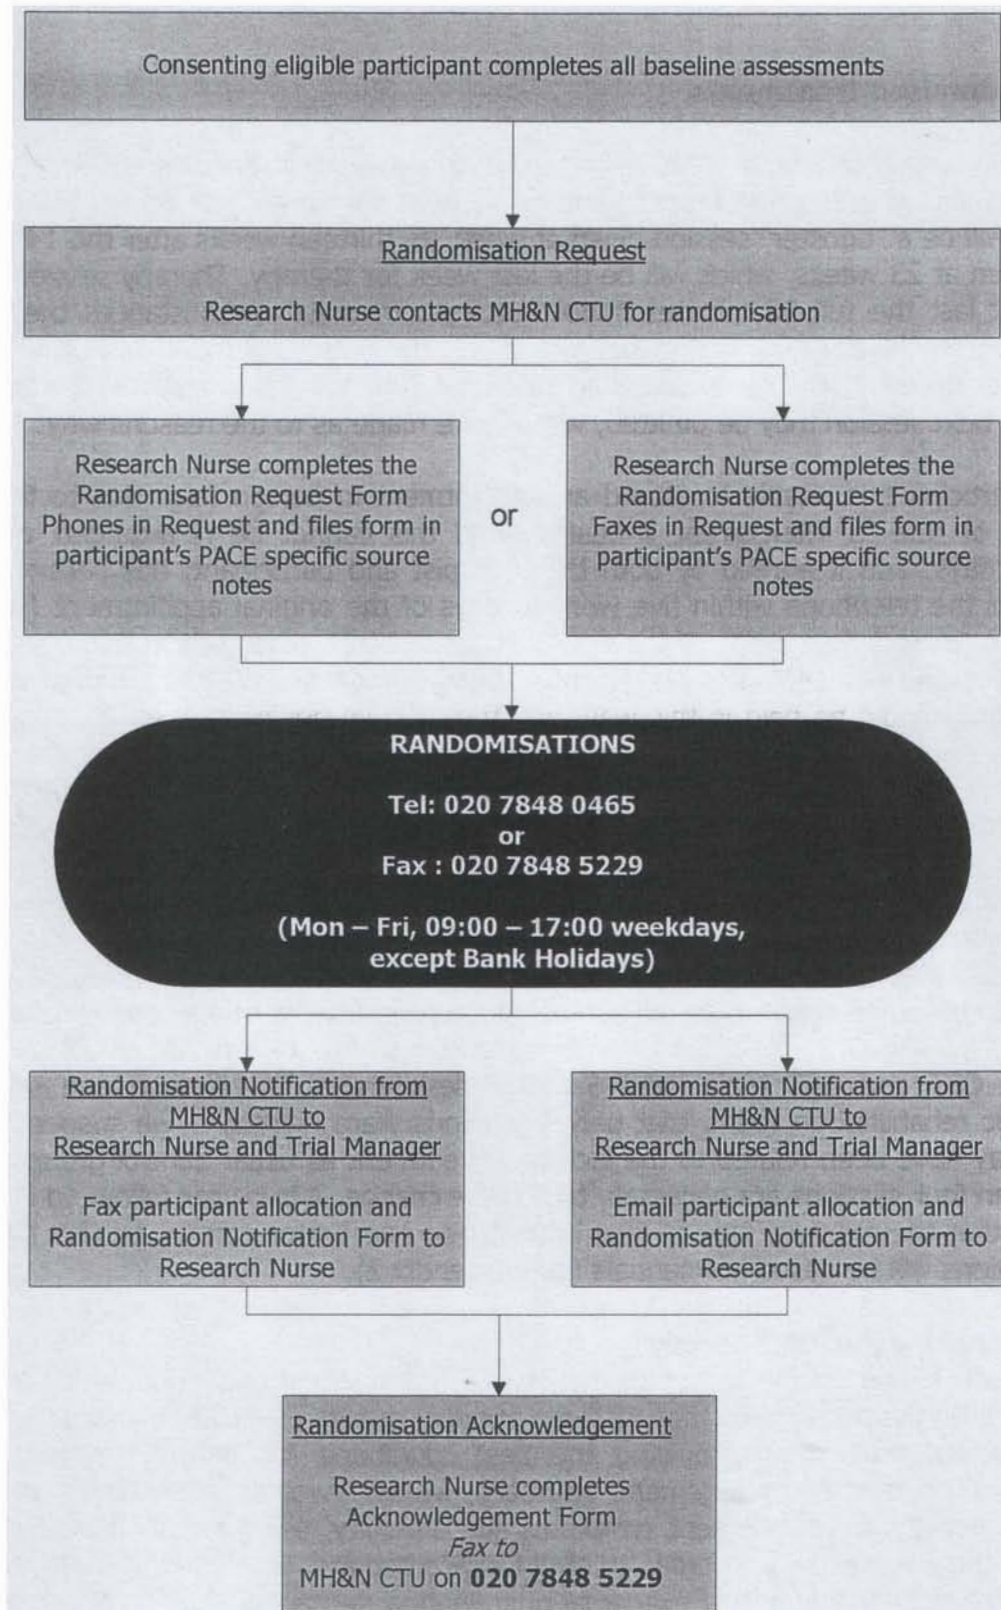 Consenting eligible participant completes all baseline assessments
Randomisation Request
Research Nurse contacts MH&N CTU for randomisation
Research Nurse completes the
Randomisation Request Form
Phones in Request and files form in
participant's PACE specific source
notes
or
Research Nurse completes the
Randomisation Request Form
Faxes in Request and files form in
participant's PACE specific source
notes
RANDOMISATIONS
Tel: 020 7848 0465
or
Fax : 020 7848 5229
(Mon – Fri, 09:00 – 17:00 weekdays,
except Bank Holidays)
Randomisation Notification from
MH&N CTU to
Research Nurse and Trial Manager
Fax participant allocation and
Randomisation Notification Form to
Research Nurse
Randomisation Notification from
MH&N CTU to
Research Nurse and Trial Manager
Email participant allocation and
Randomisation Notification Form to
Research Nurse
Randomisation Acknowledgement
Research Nurse completes
Acknowledgement Form
Fax to
MH&N CTU on 020 7848 5229